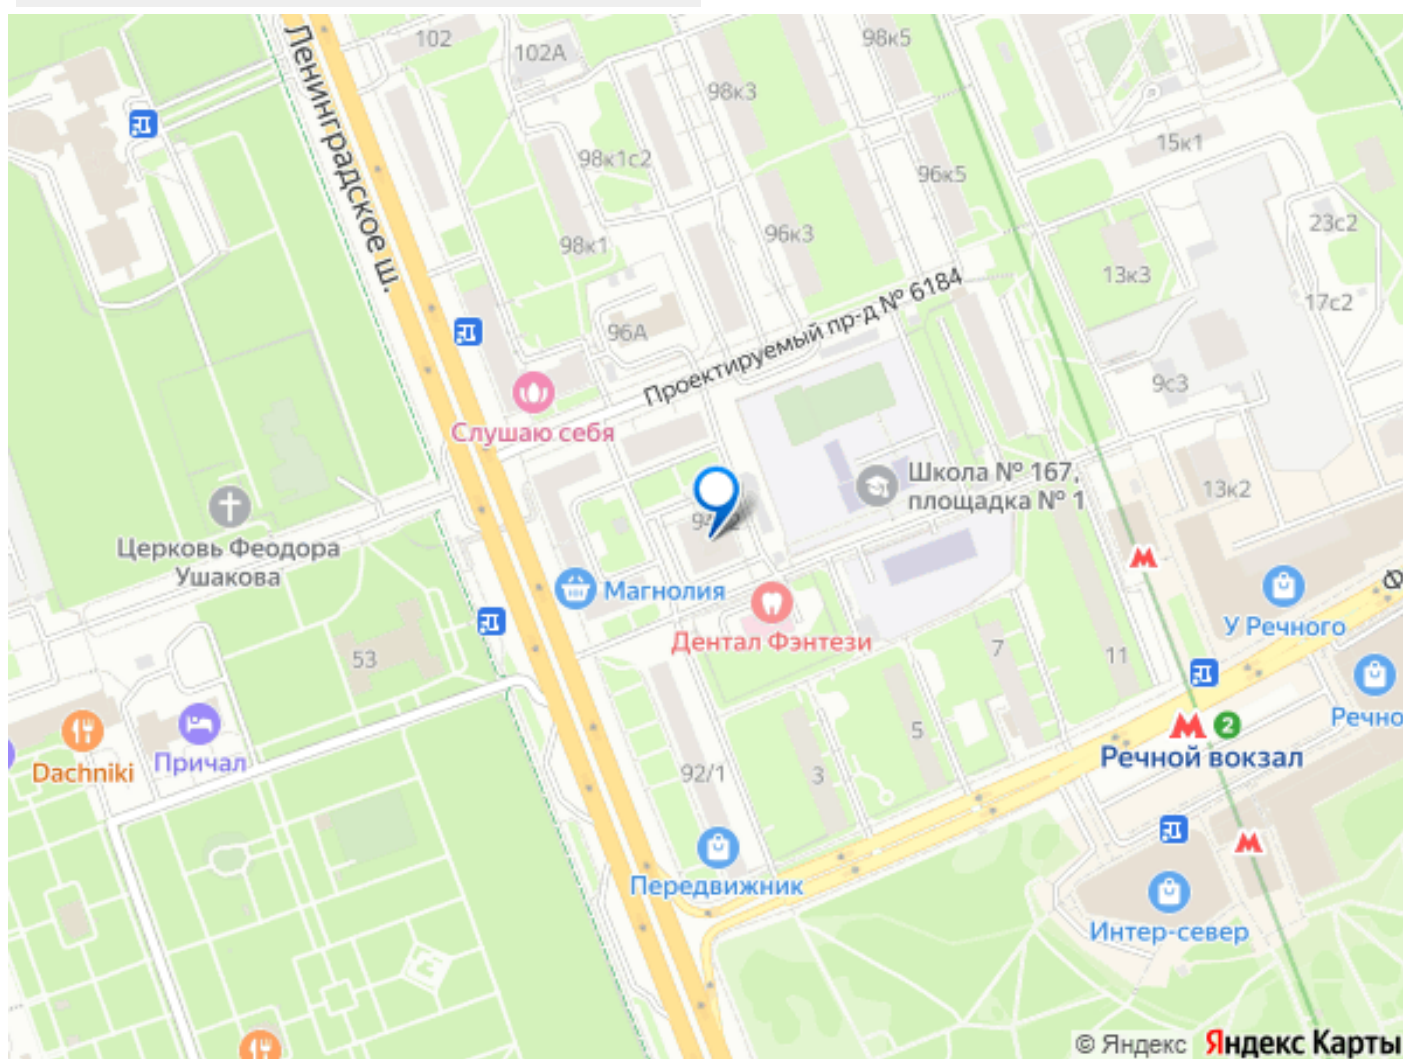 102
102А
98к5
98к3
Ленинградское ш.
98к1с2
15к1
96к5
98к1
96к3
23с2
13к3
17с2
96А
Проектируемый пр-д № 6184
9с3
Слушаю себя
Школа № 167,
площадка № 1
13к2
Церковь Феодора
Ушакова
Магнолия
У Речного
Дентал Фэнтези
53
7
11
Речно
2
Речной вокзал
Причал
Dachniki
5
92/1
3
Передвижник
Интер-север
© Яндекс Яндекс Карты